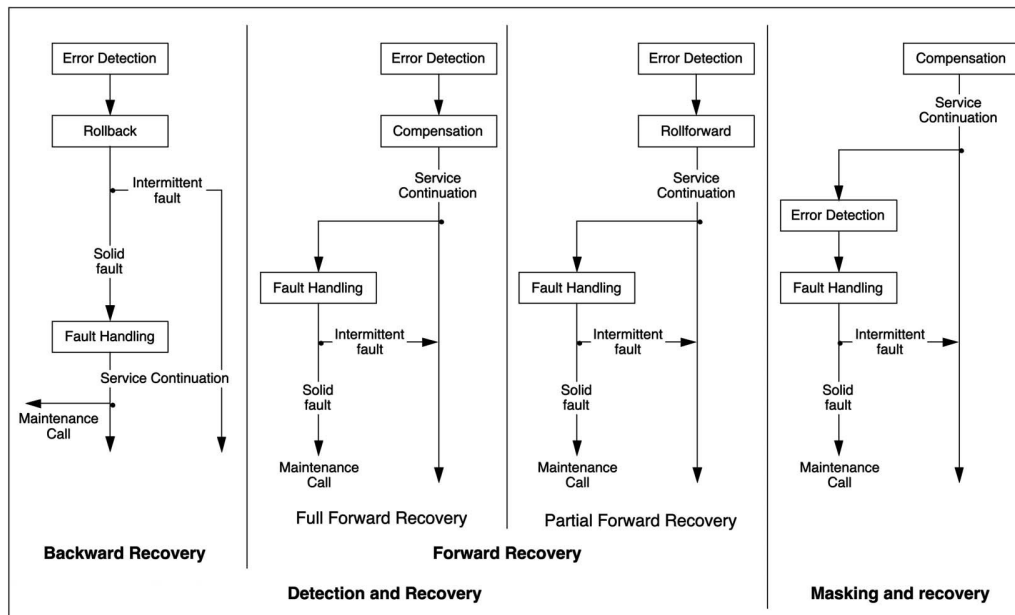 Error Detection
Rollback
Intermittent
fault
Solid
fault
Fault Handling
Service Continuation
Maintenance
Call
Backward Recovery
Error Detection
Compensation
Service
Continuation
Fault Handling
Intermittent
fault
Solid
fault
Maintenance
Call
Full Forward Recovery
Error Detection
Rollforward
Service
Continuation
Fault Handling
Intermittent
fault
Solid
fault
Maintenance
Call
Partial Forward Recovery
Forward Recovery
Detection and Recovery
Compensation
Service
Continuation
Error Detection
Fault Handling
Intermittent
fault
Solid
fault
Maintenance
Call
Masking and recovery